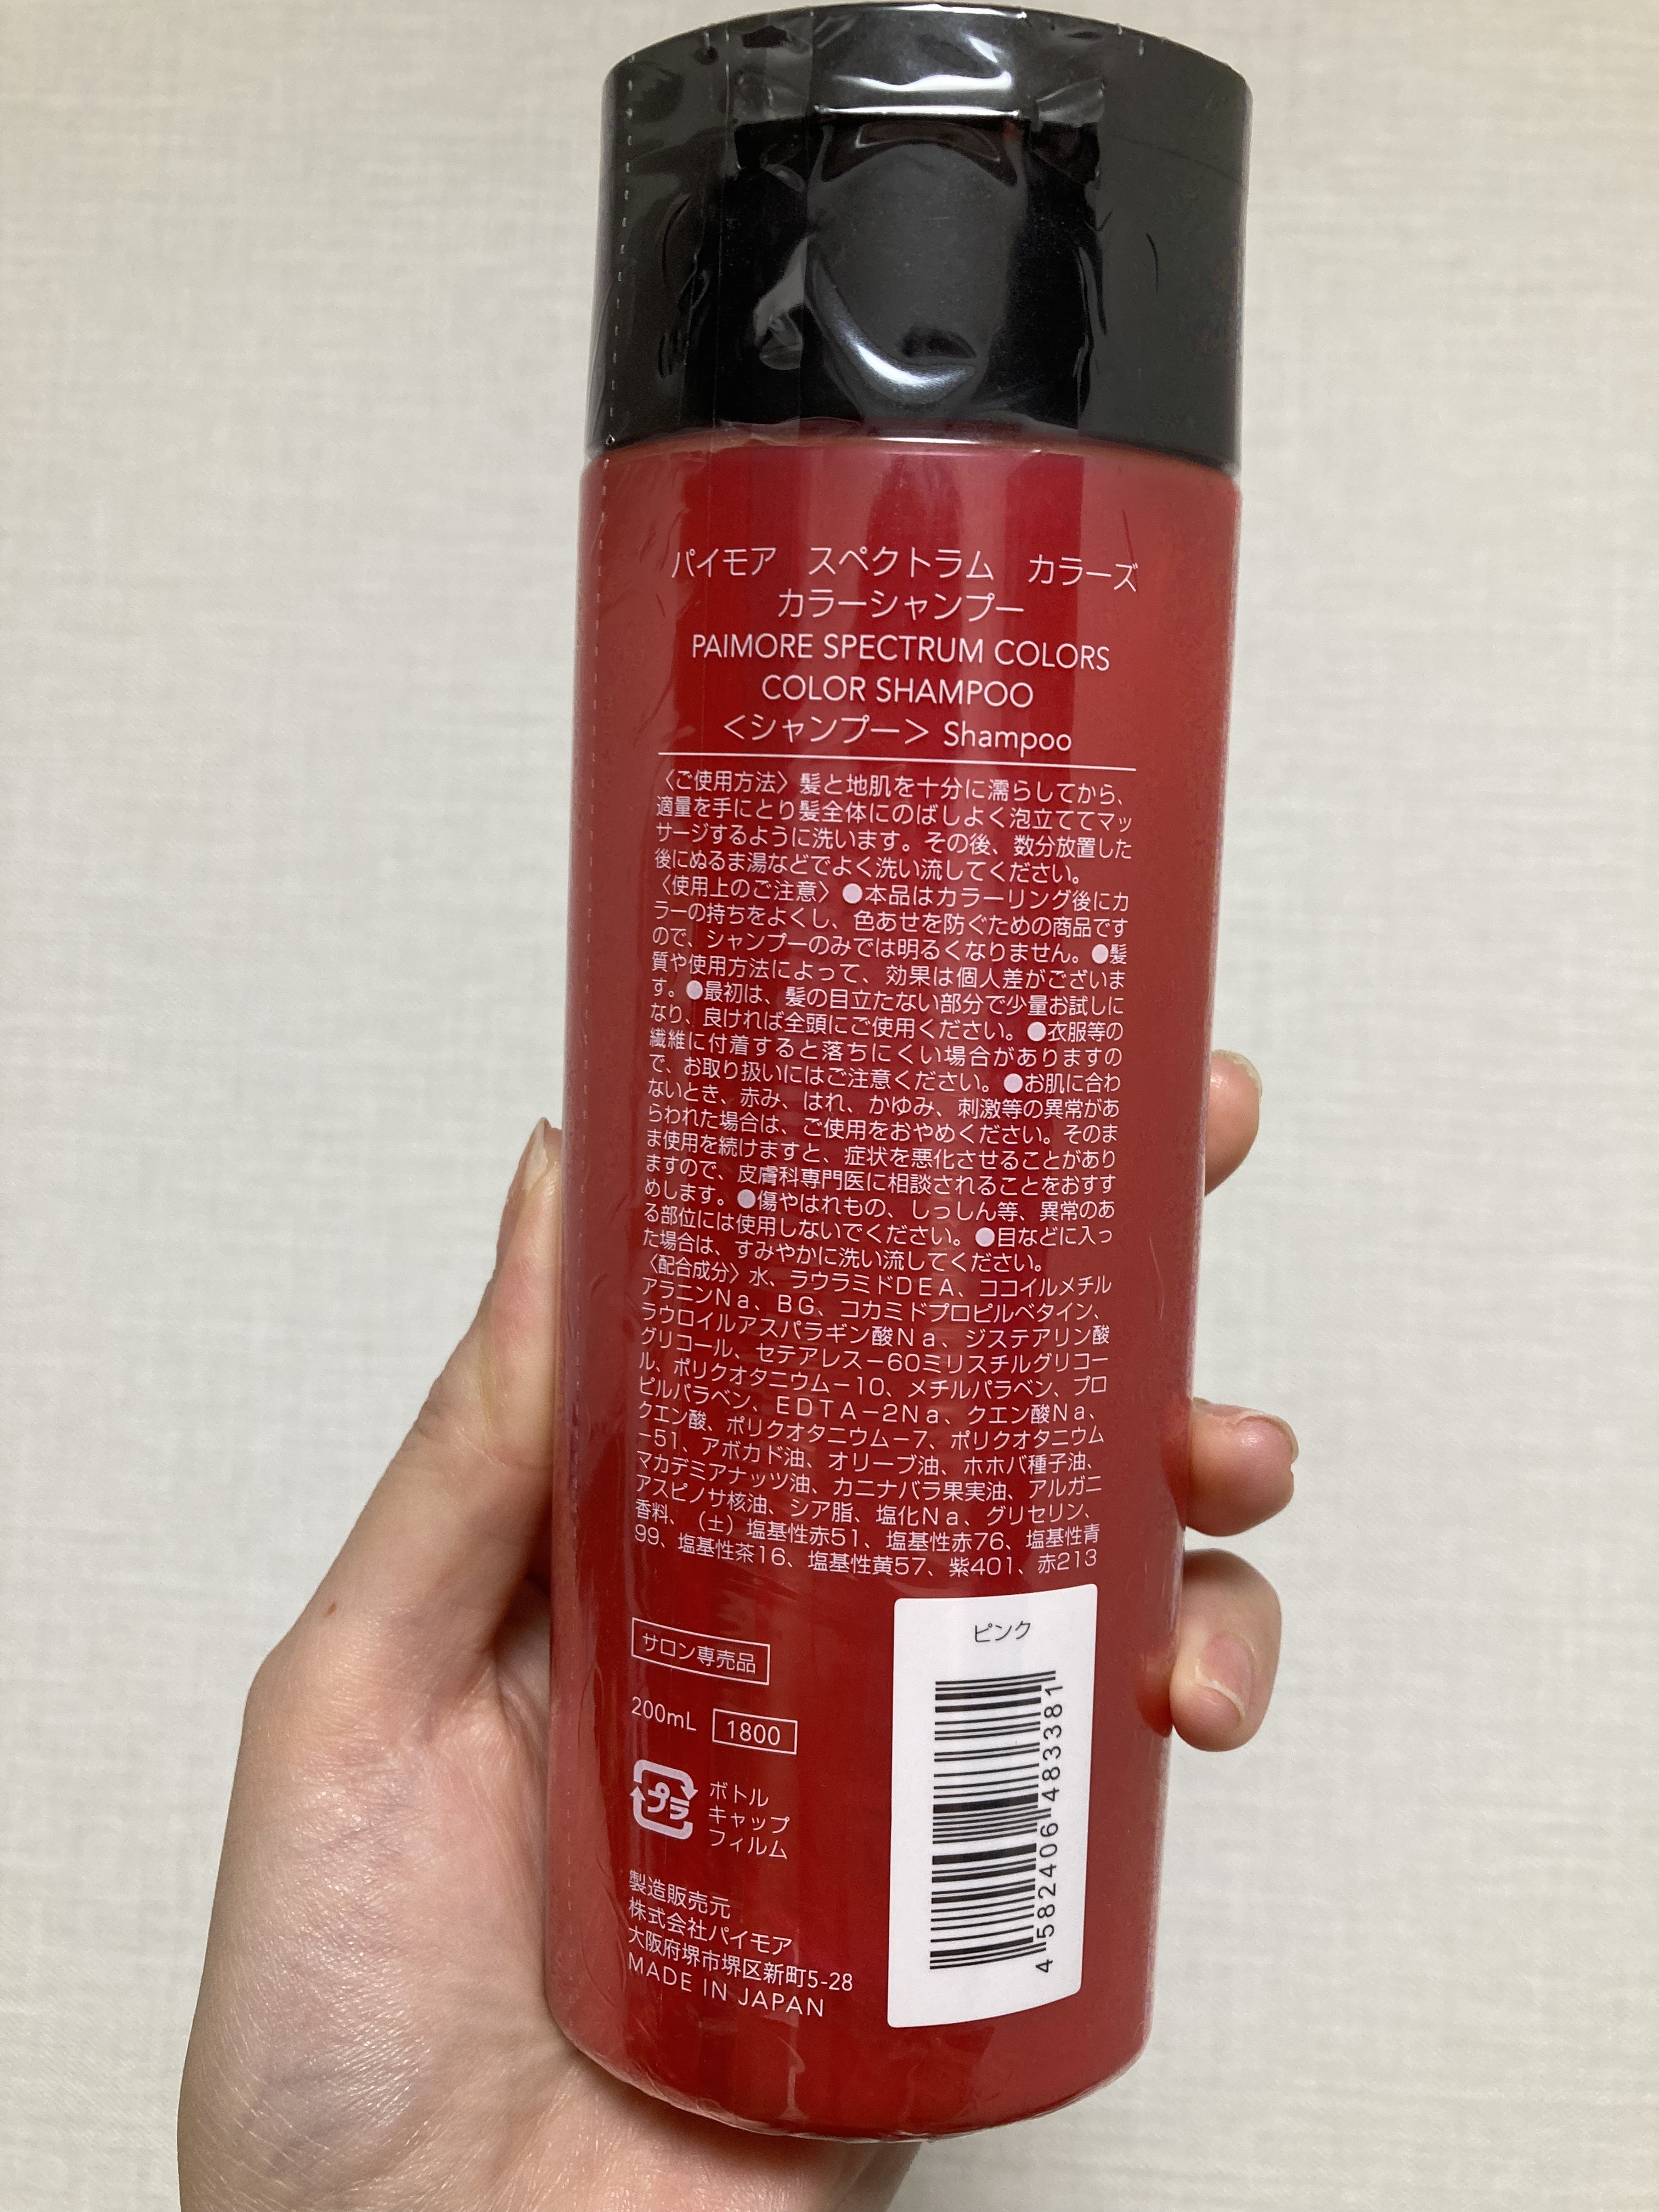 パイモア スペクトラム カラーズ
カラーシャンプー
PAIMORE SPECTRUM COLORS
COLOR SHAMPOO
＜シャンプー＞ Shampoo
〈ご使用方法〉髪と地肌を十分に濡らしてから、
適量を手にとり髪全体にのばしよく泡立ててマッ
サージするように洗います。その後、数分放置した
後にぬるま湯などでよく洗い流してください。
〈使用上のご注意〉●本品はカラーリング後にカ
ラーの持ちをよくし、色あせを防ぐための商品です
ので、シャンプーのみでは明るくなりません。●髪
質や使用方法によって、効果は個人差がございま
す。●最初は、髪の目立たない部分で少量お試しに
なり、良ければ全頭にご使用ください。●衣服等の
繊維に付着すると落ちにくい場合がありますの
で、お取り扱いにはご注意ください。●お肌に合わ
ないとき、赤み、はれ、かゆみ、刺激等の異常があ
らわれた場合は、ご使用をおやめください。そのま
ま使用を続けますと、症状を悪化させることがあり
ますので、皮膚科専門医に相談されることをおすす
めします。●傷やはれもの、しっしん等、異常のあ
る部位には使用しないでください。●目などに入っ
た場合は、すみやかに洗い流してください。
〈配合成分〉水、ラウラミドＤＥＡ、ココイルメチル
アラニンＮａ、ＢＧ、コカミドプロピルベタイン、
ラウロイルアスパラギン酸Ｎａ、ジステアリン酸
グリコール、セテアレス－60ミリスチルグリコー
ル、ポリクオタニウム－10、メチルパラベン、プロ
ピルパラベン、ＥＤＴＡ－2Ｎａ、クエン酸Ｎａ、
クエン酸、ポリクオタニウム－7、ポリクオタニウム
－51、アボカド油、オリーブ油、ホホバ種子油、
マカデミアナッツ油、カニナバラ果実油、アルガニ
アスピノサ核油、シア脂、塩化Ｎａ、グリセリン、
香料、（±）塩基性赤51、塩基性赤76、塩基性青
99、塩基性茶16、塩基性黄57、紫401、赤213
サロン専売品
200mL 1800
プラ
ボトル
キャップ
フィルム
製造販売元
株式会社パイモア
大阪府堺市堺区新町5-28
MADE IN JAPAN
ピンク
4 582406 483381